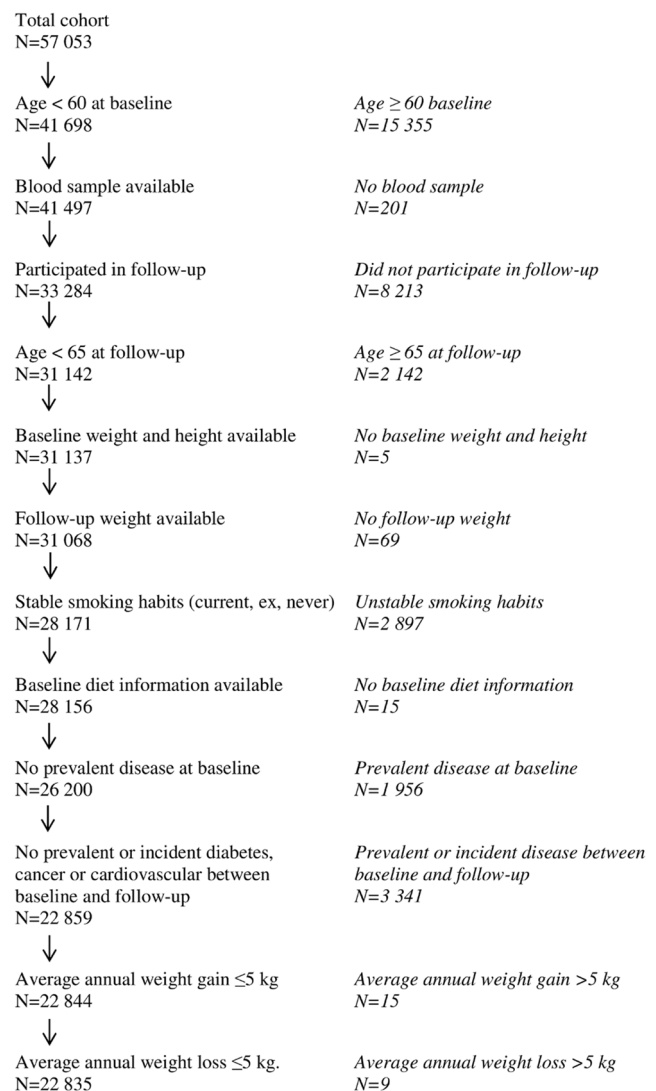 Total cohort
N=57 053
Age < 60 at baseline
N=41 698
Age ≥ 60 baseline
N=15 355
Blood sample available
N=41 497
No blood sample
N=201
Participated in follow-up
N=33 284
Did not participate in follow-up
N=8 213
Age < 65 at follow-up
N=31 142
Age ≥ 65 at follow-up
N=2 142
Baseline weight and height available
N=31 137
No baseline weight and height
N=5
Follow-up weight available
N=31 068
No follow-up weight
N=69
Stable smoking habits (current, ex, never)
N=28 171
Unstable smoking habits
N=2 897
Baseline diet information available
N=28 156
No baseline diet information
N=15
No prevalent disease at baseline
N=26 200
Prevalent disease at baseline
N=1 956
No prevalent or incident diabetes,
cancer or cardiovascular between
baseline and follow-up
N=22 859
Prevalent or incident disease between
baseline and follow-up
N=3 341
Average annual weight gain ≤5 kg
N=22 844
Average annual weight gain >5 kg
N=15
Average annual weight loss ≤5 kg.
N=22 835
Average annual weight loss >5 kg
N=9